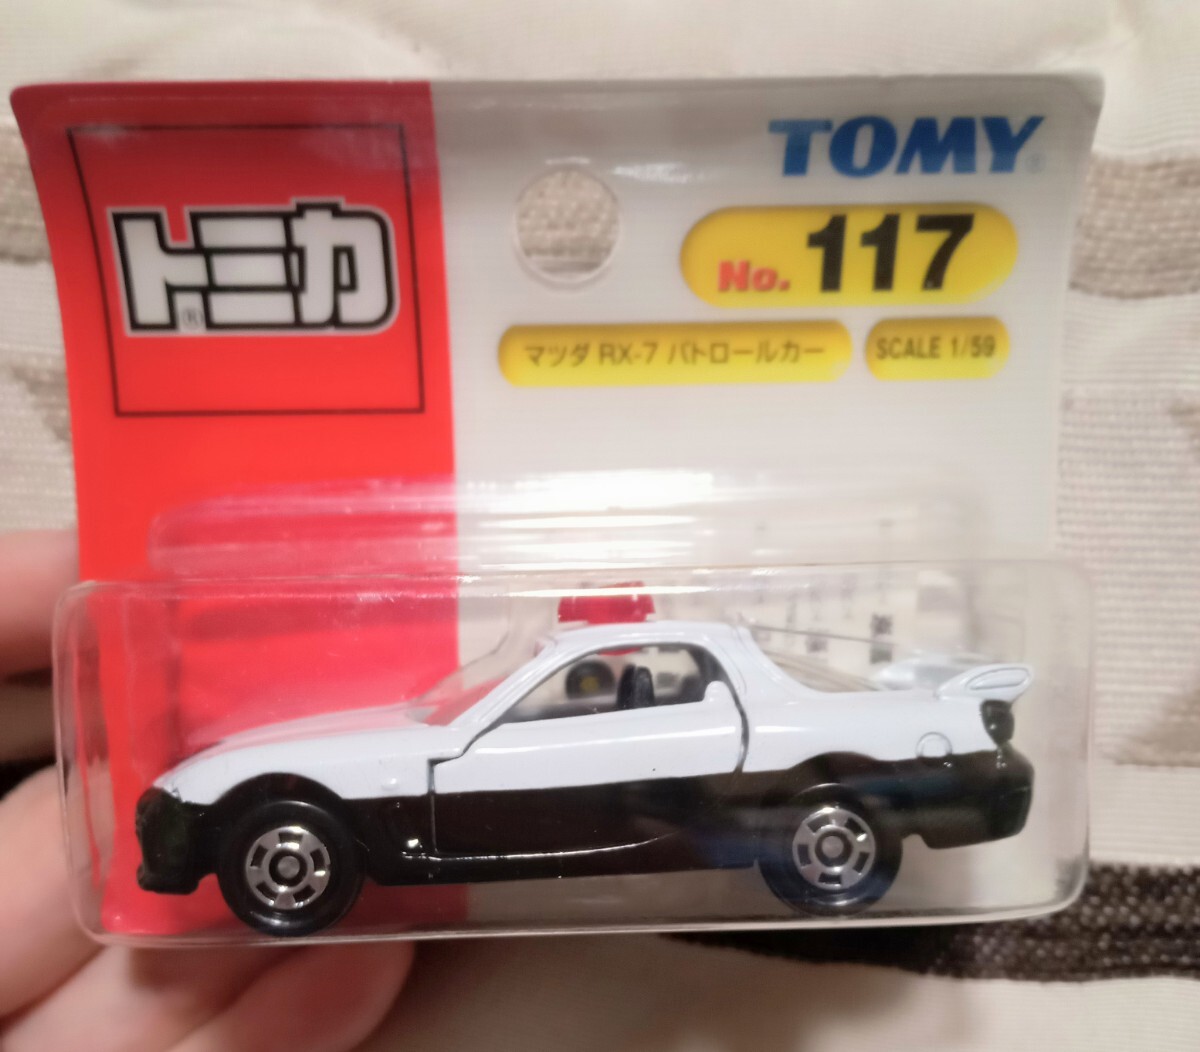 トミカ®
TOMY®
No. 117
マツダ RX-7 パトロールカー
SCALE 1/59